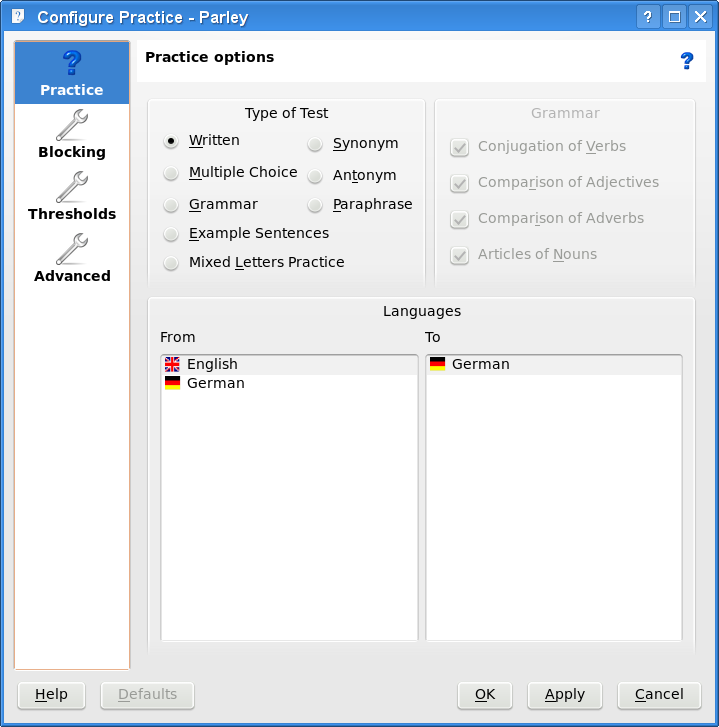 Configure Practice - Parley
Practice
Blocking
Thresholds
Advanced
Practice options
Type of Test
Written
Synonym
Multiple Choice
Antonym
Grammar
Paraphrase
Example Sentences
Mixed Letters Practice
Grammar
Conjugation of Verbs
Comparison of Adjectives
Comparison of Adverbs
Articles of Nouns
Languages
From
To
English
German
German
Help
Defaults
OK
Apply
Cancel